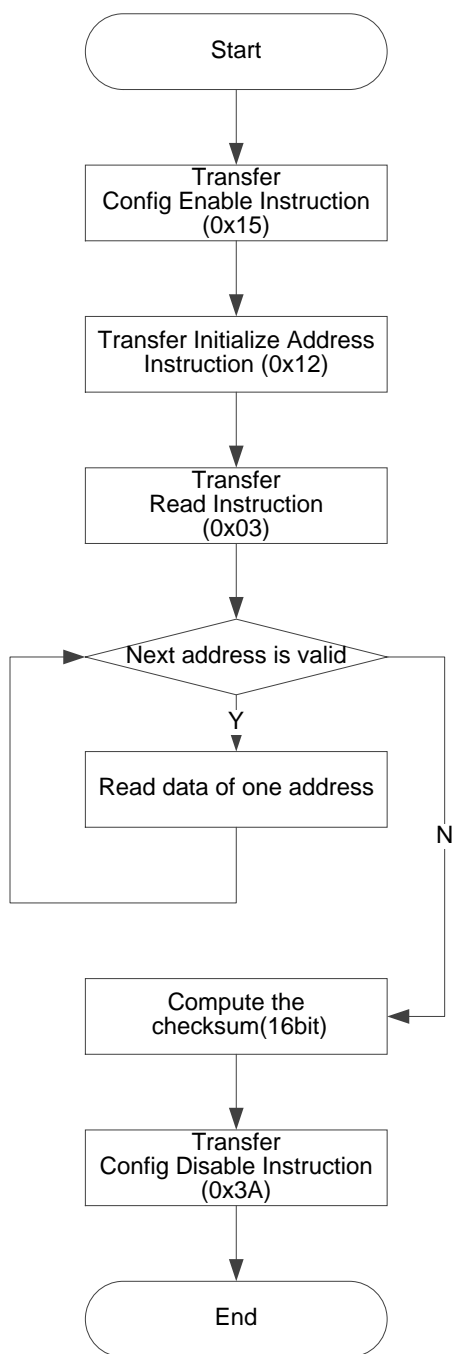 Start
Transfer
Config Enable Instruction
(0x15)
Transfer Initialize Address
Instruction (0x12)
Transfer
Read Instruction
(0x03)
Next address is valid
Y
Read data of one address
N
Compute the
checksum(16bit)
Transfer
Config Disable Instruction
(0x3A)
End